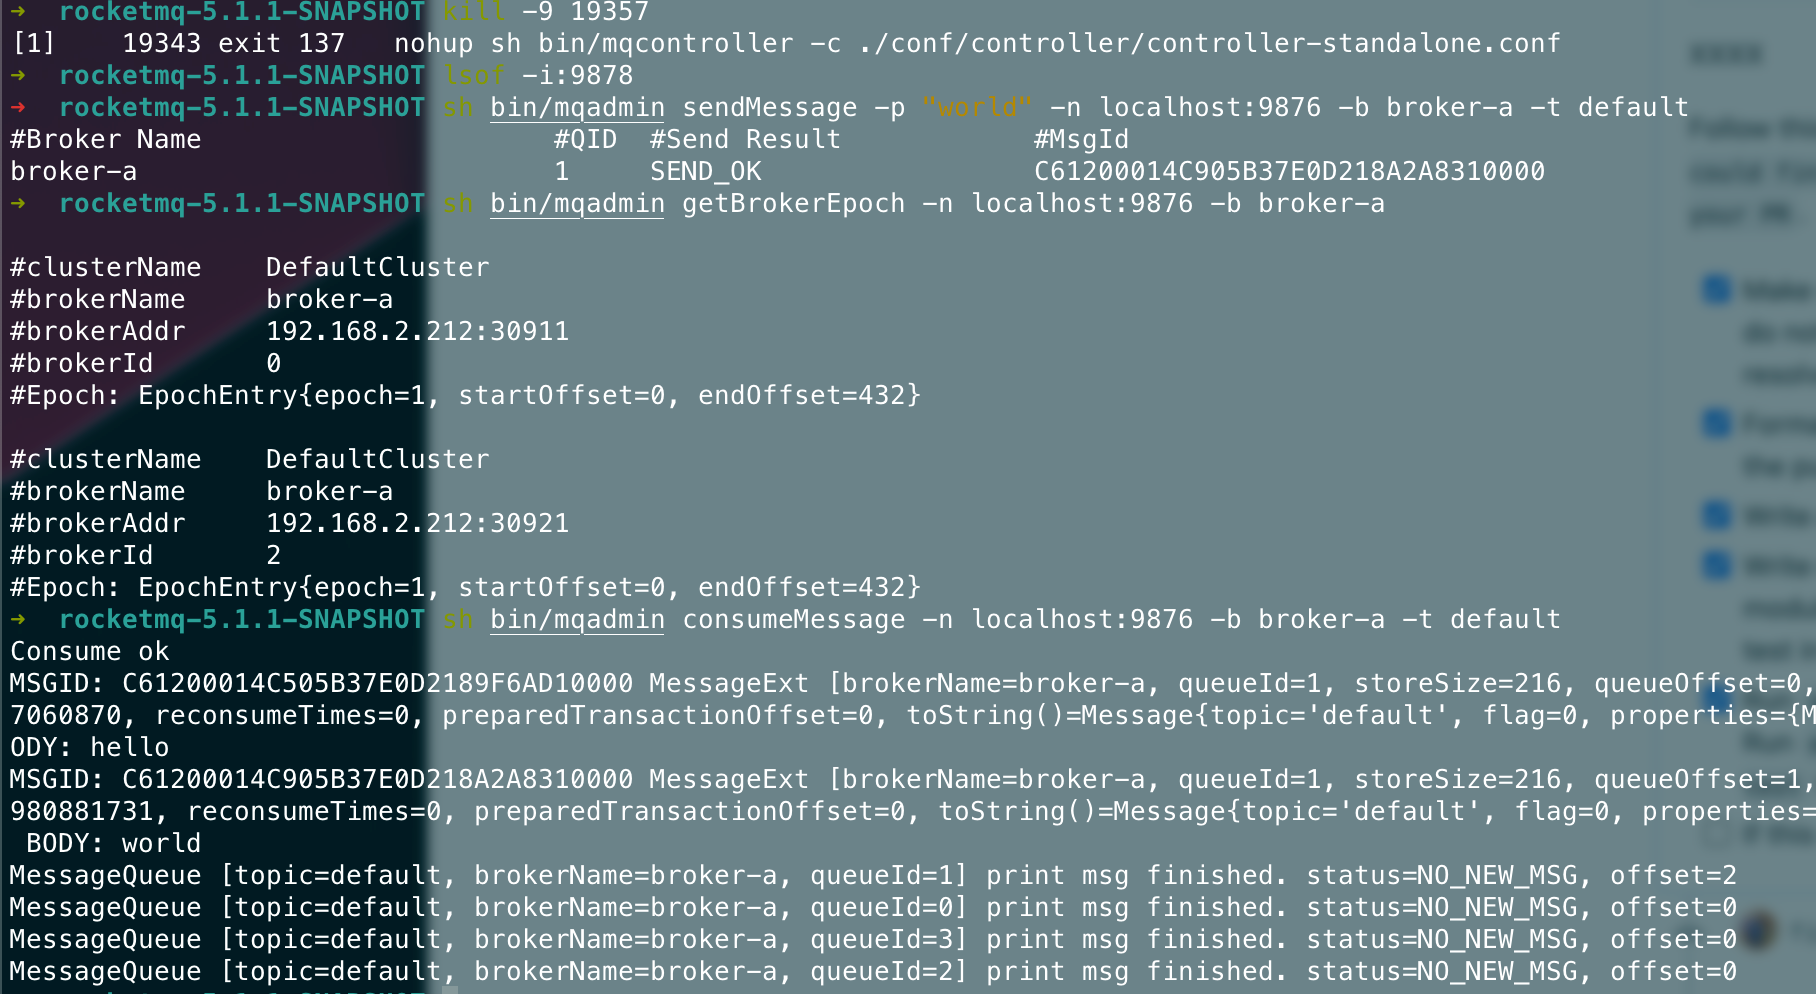 ➜  rocketmq-5.1.1-SNAPSHOT kill -9 19357
[1]    19343 exit 137   nohup sh bin/mqcontroller -c ./conf/controller/controller-standalone.conf
➜  rocketmq-5.1.1-SNAPSHOT lsof -i:9878
➜  rocketmq-5.1.1-SNAPSHOT sh bin/mqadmin sendMessage -p "world" -n localhost:9876 -b broker-a -t default
#Broker Name                      #QID  #Send Result            #MsgId
broker-a                          1     SEND_OK                 C61200014C905B37E0D218A2A8310000
➜  rocketmq-5.1.1-SNAPSHOT sh bin/mqadmin getBrokerEpoch -n localhost:9876 -b broker-a
#clusterName    DefaultCluster
#brokerName     broker-a
#brokerAddr     192.168.2.212:30911
#brokerId       0
#Epoch: EpochEntry{epoch=1, startOffset=0, endOffset=432}
#clusterName    DefaultCluster
#brokerName     broker-a
#brokerAddr     192.168.2.212:30921
#brokerId       2
#Epoch: EpochEntry{epoch=1, startOffset=0, endOffset=432}
➜  rocketmq-5.1.1-SNAPSHOT sh bin/mqadmin consumeMessage -n localhost:9876 -b broker-a -t default
Consume ok
MSGID: C61200014C505B37E0D2189F6AD10000 MessageExt [brokerName=broker-a, queueId=1, storeSize=216, queueOffset=0,
7060870, reconsumeTimes=0, preparedTransactionOffset=0, toString()=Message{topic='default', flag=0, properties={M
ODY: hello
MSGID: C61200014C905B37E0D218A2A8310000 MessageExt [brokerName=broker-a, queueId=1, storeSize=216, queueOffset=1,
980881731, reconsumeTimes=0, preparedTransactionOffset=0, toString()=Message{topic='default', flag=0, properties=
 BODY: world
MessageQueue [topic=default, brokerName=broker-a, queueId=1] print msg finished. status=NO_NEW_MSG, offset=2
MessageQueue [topic=default, brokerName=broker-a, queueId=0] print msg finished. status=NO_NEW_MSG, offset=0
MessageQueue [topic=default, brokerName=broker-a, queueId=3] print msg finished. status=NO_NEW_MSG, offset=0
MessageQueue [topic=default, brokerName=broker-a, queueId=2] print msg finished. status=NO_NEW_MSG, offset=0